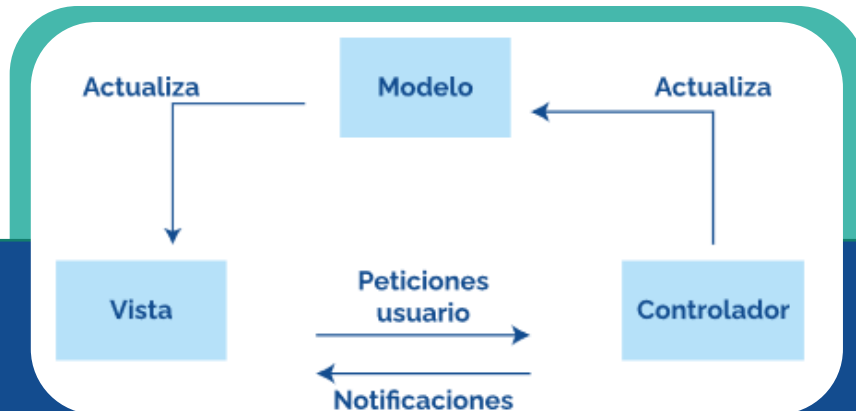 Actualiza
Modelo
Actualiza
Vista
Peticiones
usuario
Controlador
Notificaciones